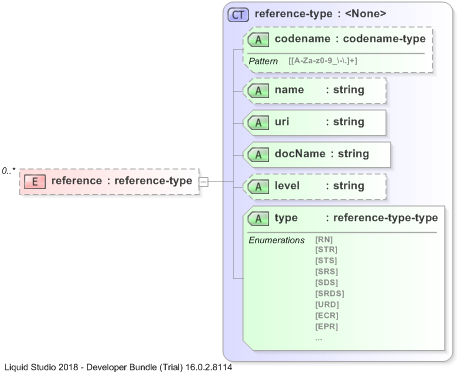 CT reference-type : <None>
A codename : codename-type
Pattern [[A-Za-z0-9_\-\.]+]
A name : string
A uri : string
A docName : string
0..*
E reference : reference-type
A level : string
A type : reference-type-type
Enumerations [RN]
[STR]
[STS]
[SRS]
[SDS]
[SRDS]
[URD]
[ECR]
[EPR]
...
Liquid Studio 2018 - Developer Bundle (Trial) 16.0.2.8114